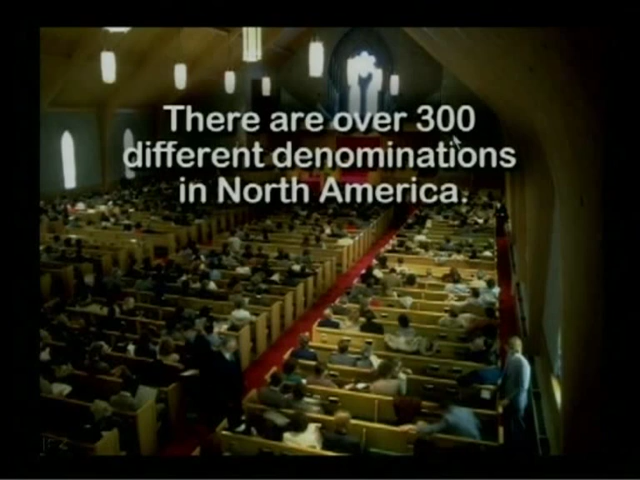 There are over 300
different denominations
in North America.